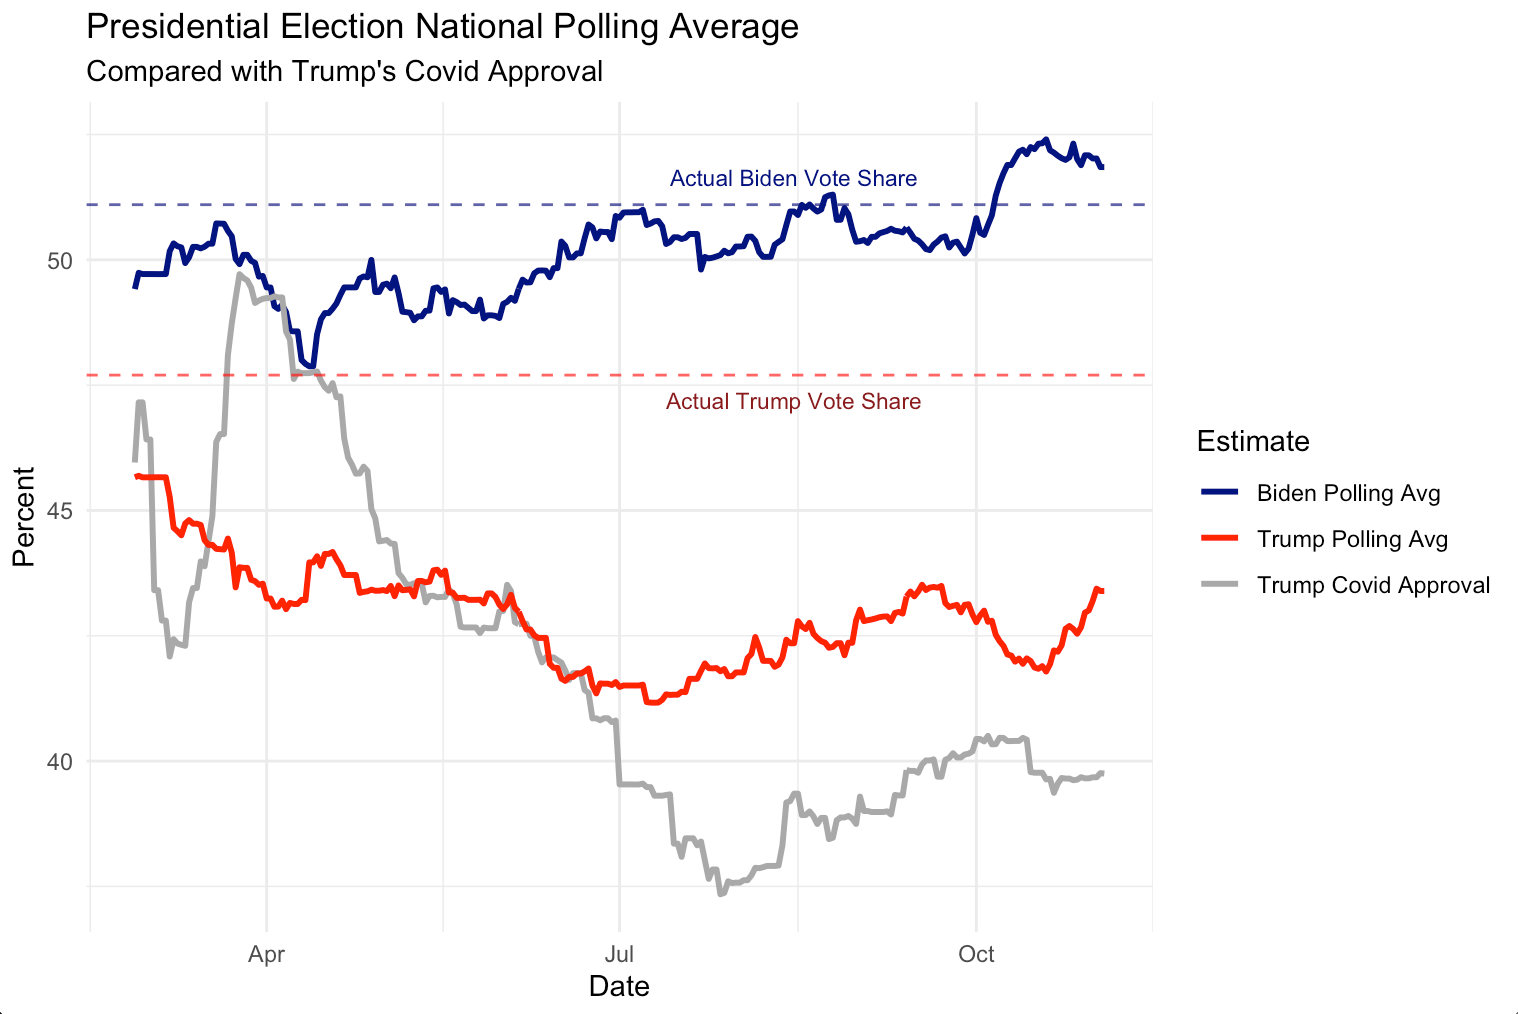 Presidential Election National Polling Average
Compared with Trump's Covid Approval
Actual Biden Vote Share
50
Actual Trump Vote Share
Estimate
Biden Polling Avg
45
Trump Polling Avg
Percent
Trump Covid Approval
40
Apr
Jul
Oct
Date